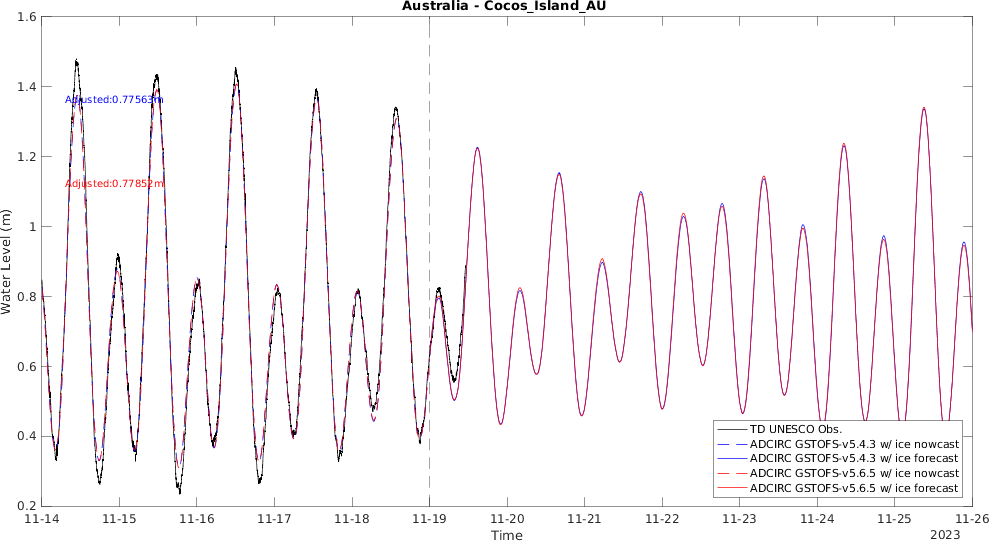 Australia - Cocos_Island_AU
Water Level (m)
1.6
1.4
1.2
1
0.8
0.6
0.4
0.2
Adjusted:0.77563m
Adjusted:0.77852m
TD UNESCO Obs.
ADCIRC GSTOFS-v5.4.3 w/ ice nowcast
ADCIRC GSTOFS-v5.4.3 w/ ice forecast
ADCIRC GSTOFS-v5.6.5 w/ ice nowcast
ADCIRC GSTOFS-v5.6.5 w/ ice forecast
11-14 11-15 11-16 11-17 11-18 11-19 11-20 11-21 11-22 11-23 11-24 11-25 11-26
Time
2023